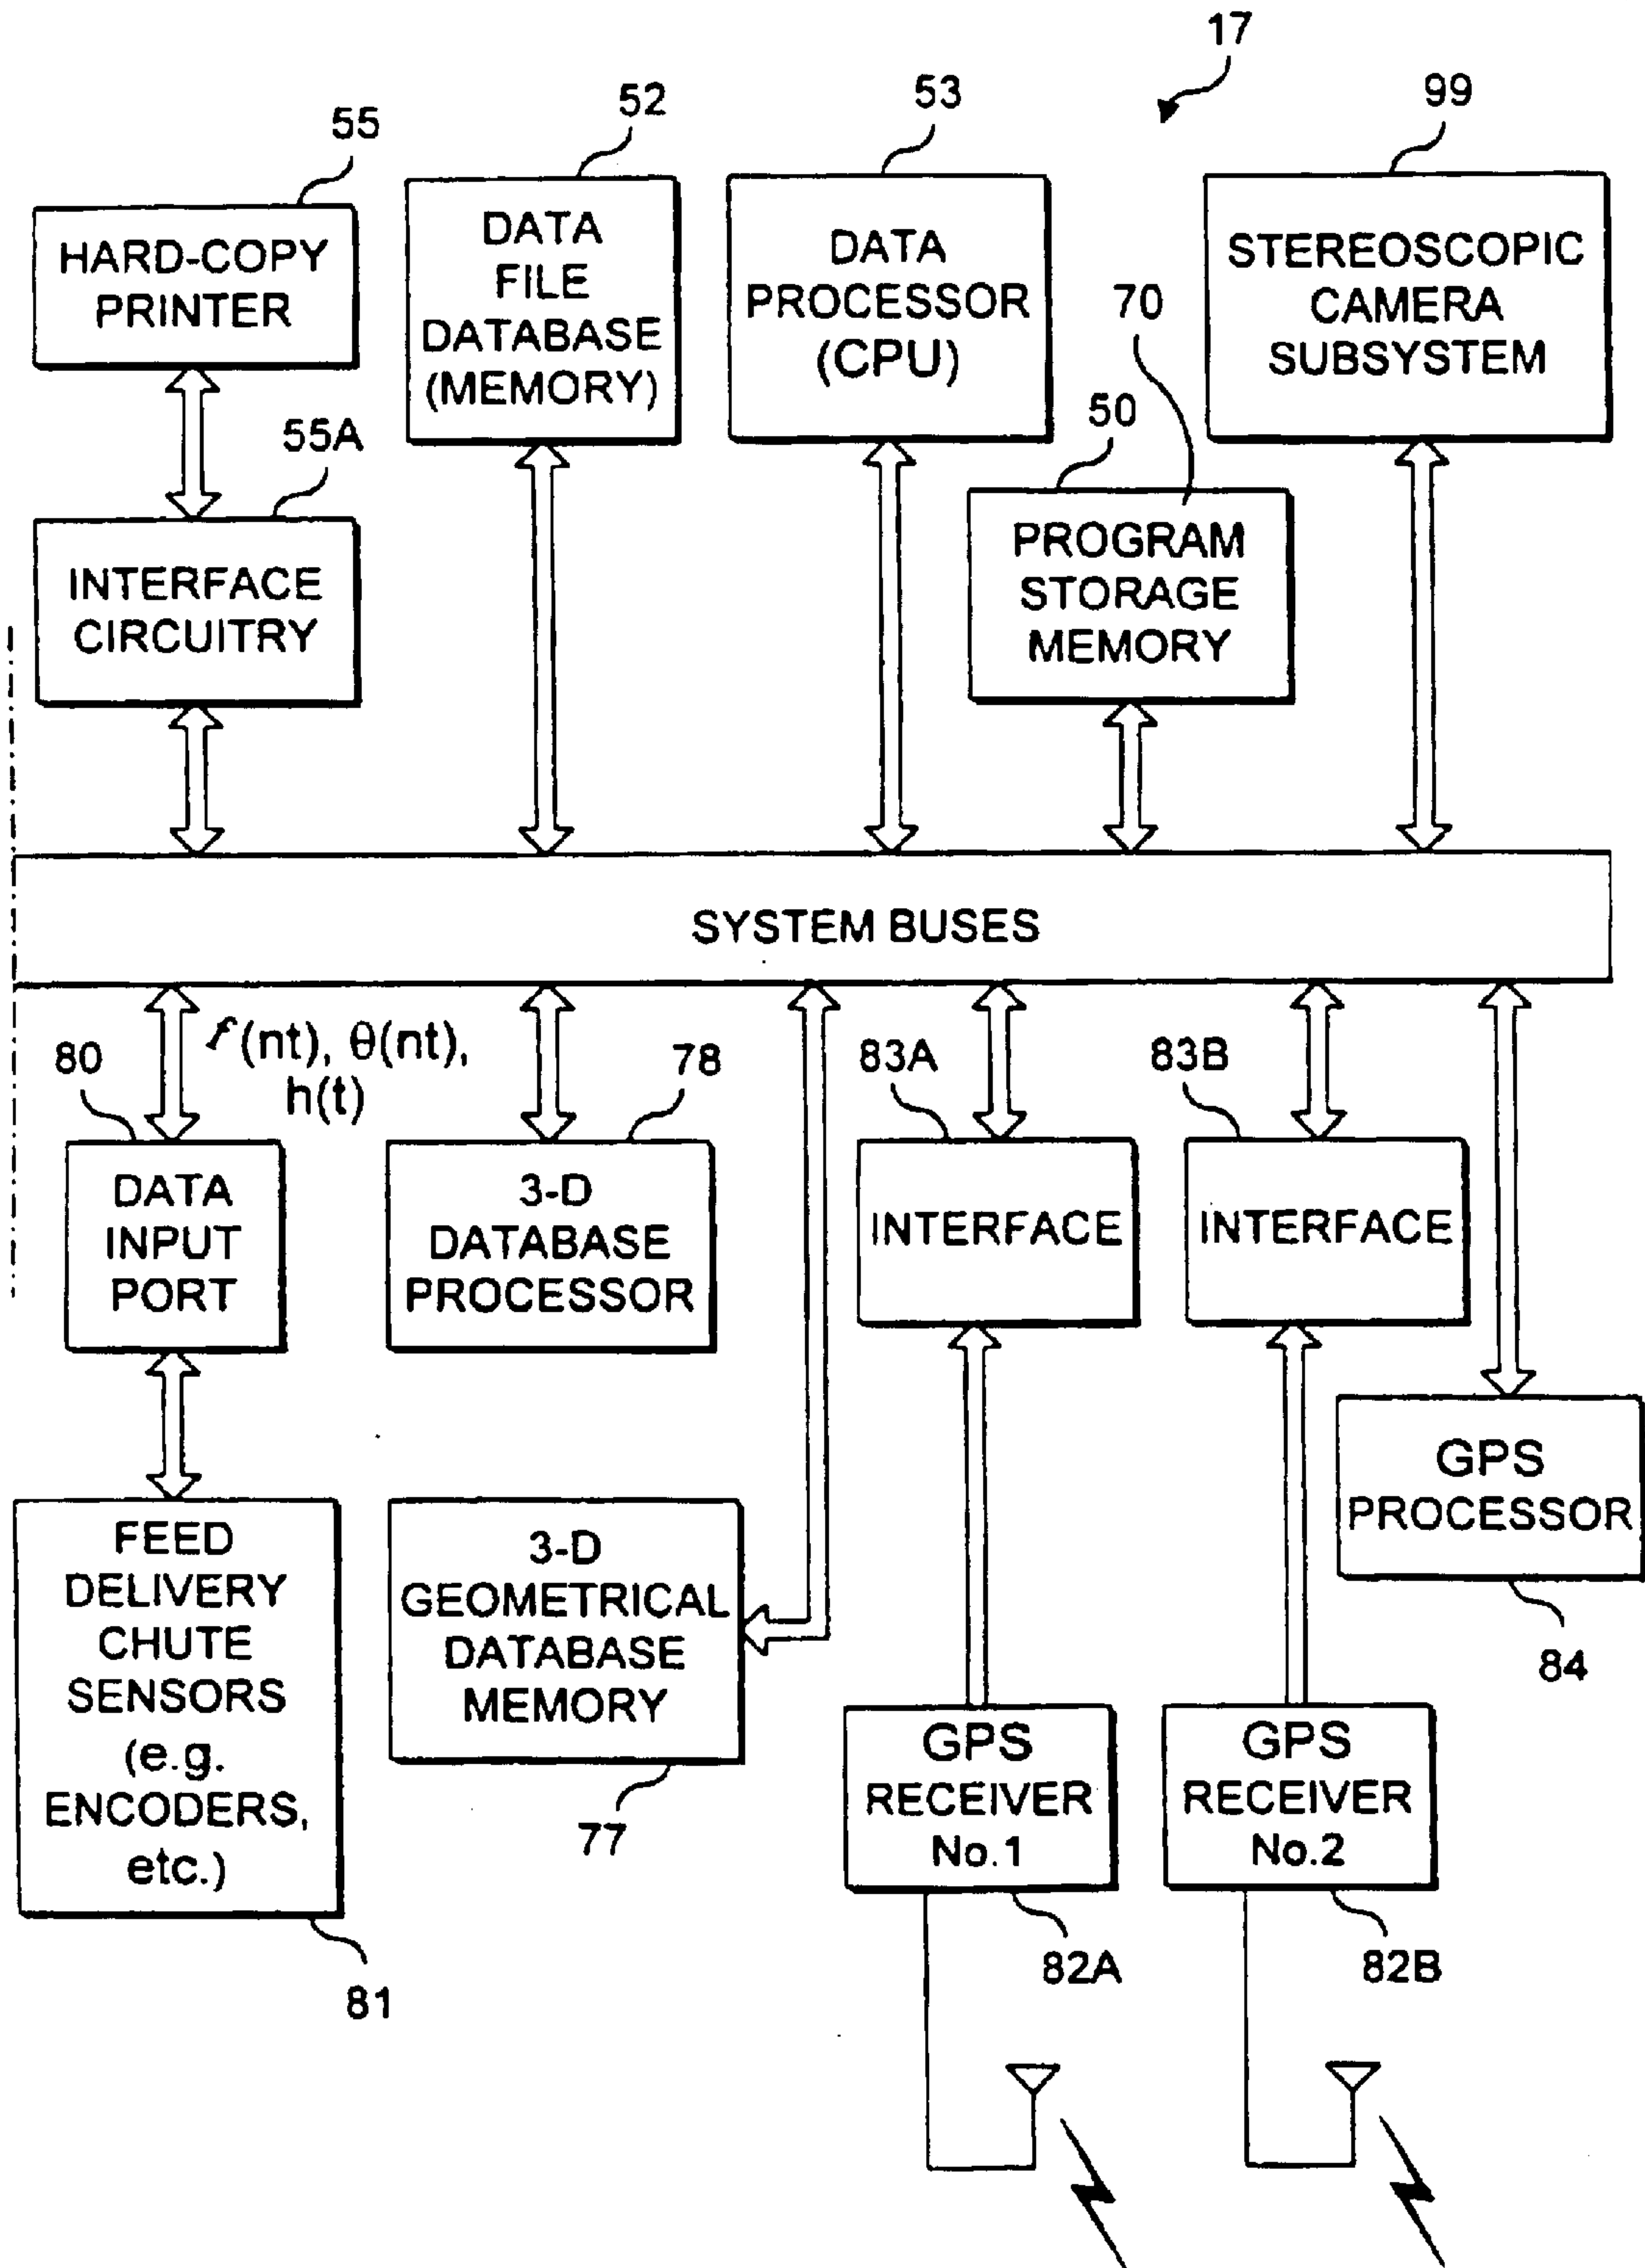 17
55
52
53
99
HARD-COPY
PRINTER
DATA
FILE
DATABASE
(MEMORY)
DATA
PROCESSOR
(CPU)
STEREOSCOPIC
CAMERA
SUBSYSTEM
70
50
55A
INTERFACE
CIRCUITRY
PROGRAM
STORAGE
MEMORY
SYSTEM BUSES
f(nt), θ(nt),
h(t)
80
78
83A
83B
DATA
INPUT
PORT
3-D
DATABASE
PROCESSOR
INTERFACE
INTERFACE
GPS
PROCESSOR
84
FEED
DELIVERY
CHUTE
SENSORS
(e.g.
ENCODERS,
etc.)
81
3-D
GEOMETRICAL
DATABASE
MEMORY
77
GPS
RECEIVER
No.1
82A
GPS
RECEIVER
No.2
82B